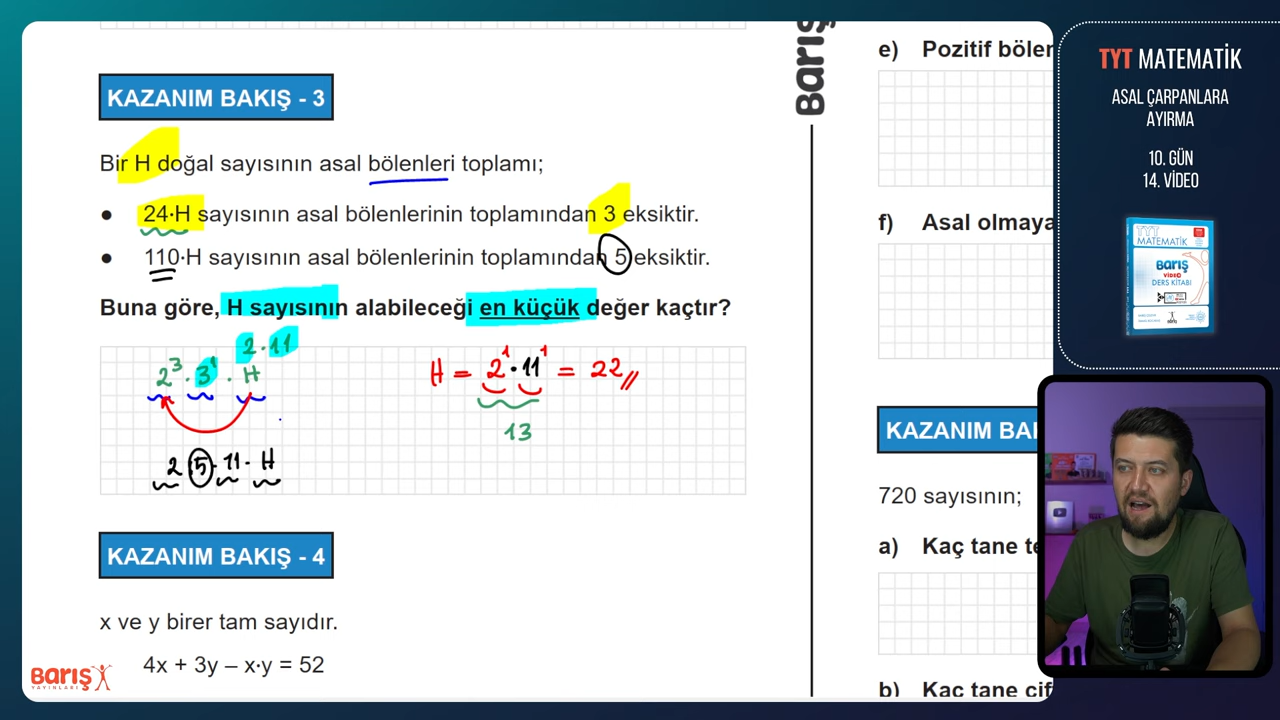 KAZANIM BAKIŞ - 3
Bir H doğal sayısının asal bölenleri toplamı;
● 24·H sayısının asal bölenlerinin toplamından 3 eksiktir.
● 110·H sayısının asal bölenlerinin toplamından 5 eksiktir.
Buna göre, H sayısının alabileceği en küçük değer kaçtır?
2 · 11
2³ · 3¹ · H
2 · 5 · 11 · H
H = 2¹ · 11¹ = 22 //
13
KAZANIM BAKIŞ - 4
x ve y birer tam sayıdır.
4x + 3y – x·y = 52
Barış
YAYINLARI
Barış
e) Pozitif böler
f) Asal olmaya
KAZANIM BAK
720 sayısının;
a) Kaç tane te
b) Kaç tane çif
TYT MATEMATİK
ASAL ÇARPANLARA
AYIRMA
10. GÜN
14. VİDEO
TYT
MATEMATİK
Barış
VİDEO
DERS KİTABI